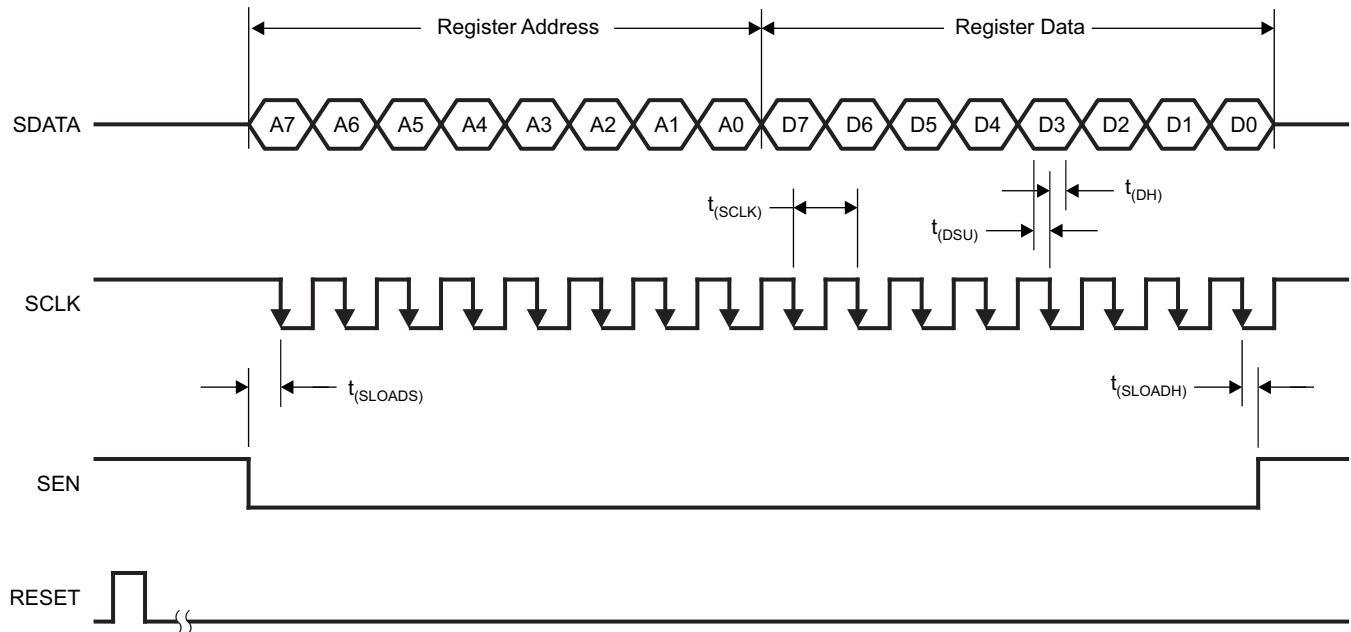 Register Address
Register Data
SDATA
A7 A6 A5 A4 A3 A2 A1 A0 D7 D6 D5 D4 D3 D2 D1 D0
t(DH)
t(SCLK)
t(DSU)
SCLK
t(SLOADS)
t(SLOADH)
SEN
RESET